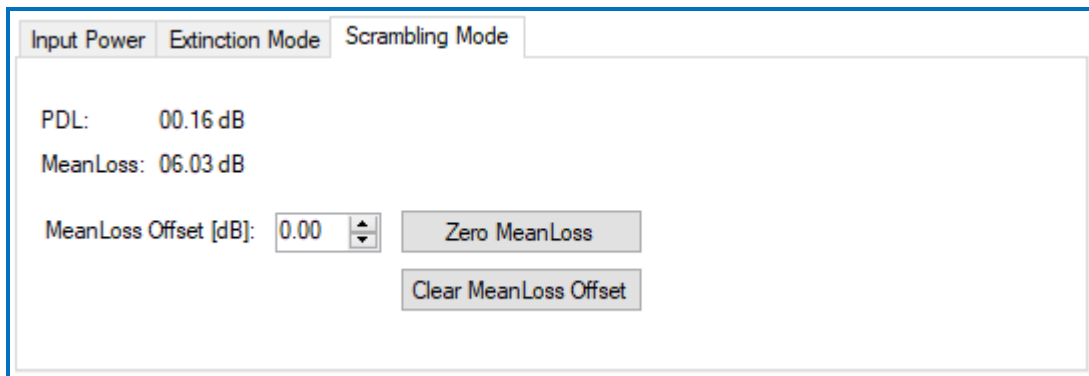 Input Power Extinction Mode Scrambling Mode
PDL: 00.16 dB
MeanLoss: 06.03 dB
MeanLoss Offset [dB]: 0.00 Zero MeanLoss
Clear MeanLoss Offset